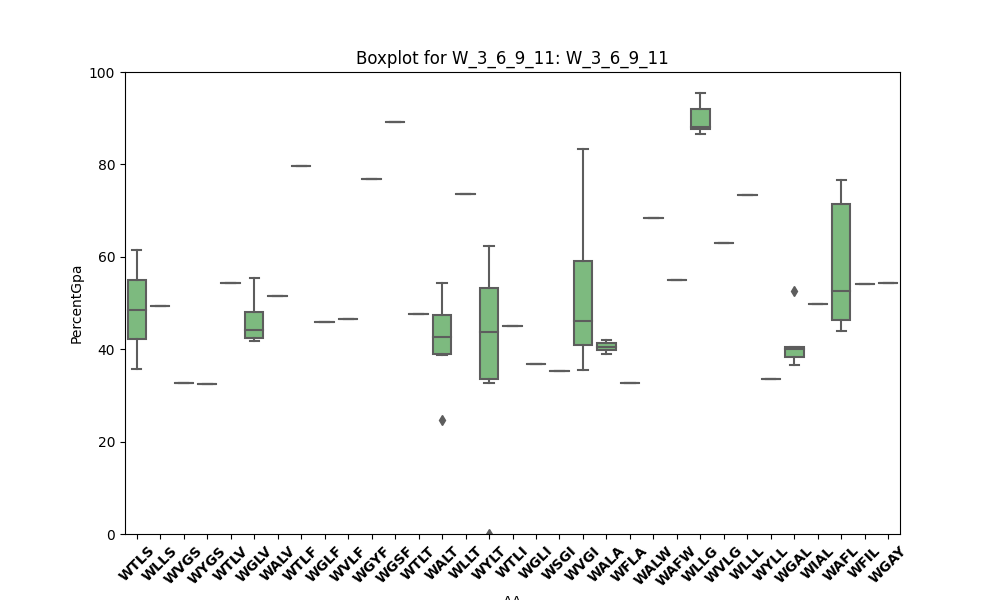 Boxplot for W_3_6_9_11: W_3_6_9_11
PercentGpa
100
80
60
40
20
0
WTLS WLLS WVGS WYGS WTLV WGLV WALV WTLF WGLF WVLF WGYF WGSF WTLT WALT WLLT WYLT WTLI WGLI WSGI WVGI WALA WFLA WALW WAFW WLLG WVLG WLLL WYLL WGAL WIAL WAFL WFIL WGAY
AA